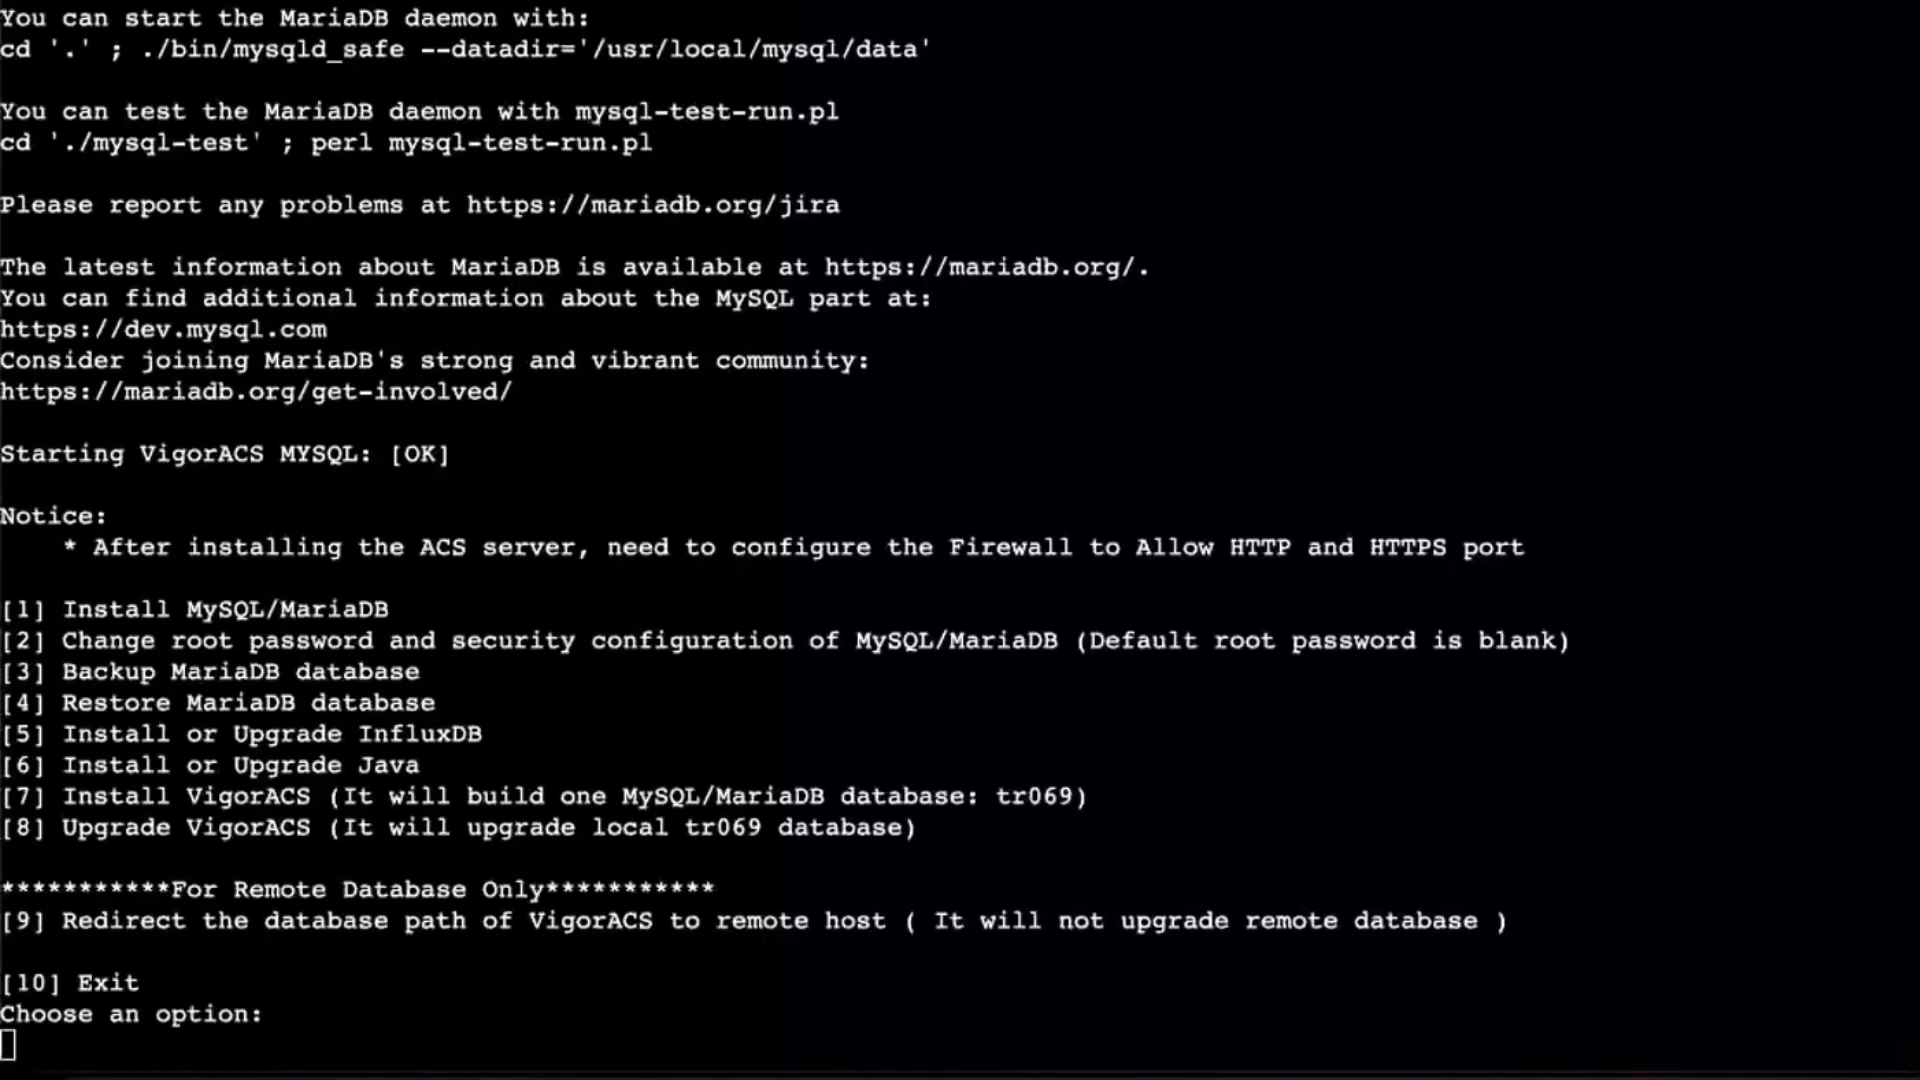 You can start the MariaDB daemon with:
cd '.' ; ./bin/mysqld_safe --datadir='/usr/local/mysql/data'
You can test the MariaDB daemon with mysql-test-run.pl
cd './mysql-test' ; perl mysql-test-run.pl
Please report any problems at https://mariadb.org/jira
The latest information about MariaDB is available at https://mariadb.org/.
You can find additional information about the MySQL part at:
https://dev.mysql.com
Consider joining MariaDB's strong and vibrant community:
https://mariadb.org/get-involved/
Starting VigorACS MYSQL: [OK]
Notice:
* After installing the ACS server, need to configure the Firewall to Allow HTTP and HTTPS port
[1] Install MySQL/MariaDB
[2] Change root password and security configuration of MySQL/MariaDB (Default root password is blank)
[3] Backup MariaDB database
[4] Restore MariaDB database
[5] Install or Upgrade InfluxDB
[6] Install or Upgrade Java
[7] Install VigorACS (It will build one MySQL/MariaDB database: tr069)
[8] Upgrade VigorACS (It will upgrade local tr069 database)
***********For Remote Database Only***********
[9] Redirect the database path of VigorACS to remote host ( It will not upgrade remote database )
[10] Exit
Choose an option: